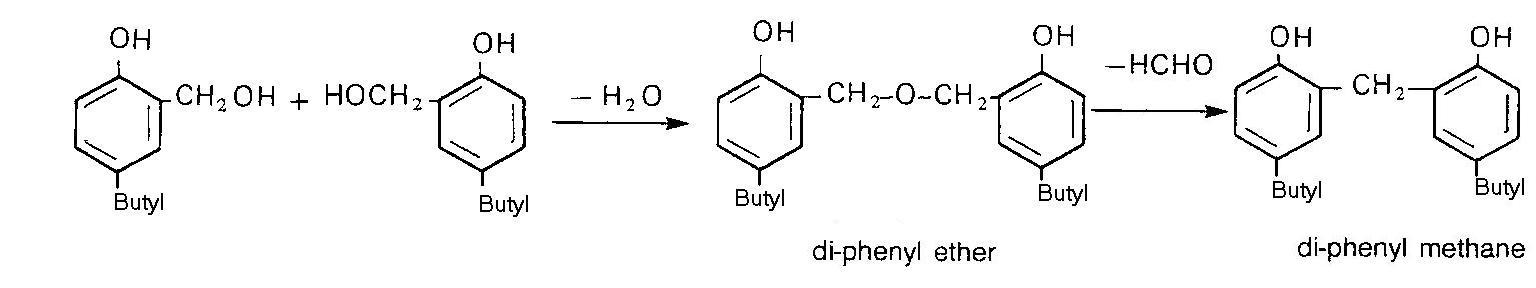 OH OH OH OH OH OH
CH₂OH + HOCH₂ − H₂O CH₂-O-CH₂ −HCHO CH₂
Butyl Butyl Butyl Butyl Butyl Butyl
di-phenyl ether di-phenyl methane